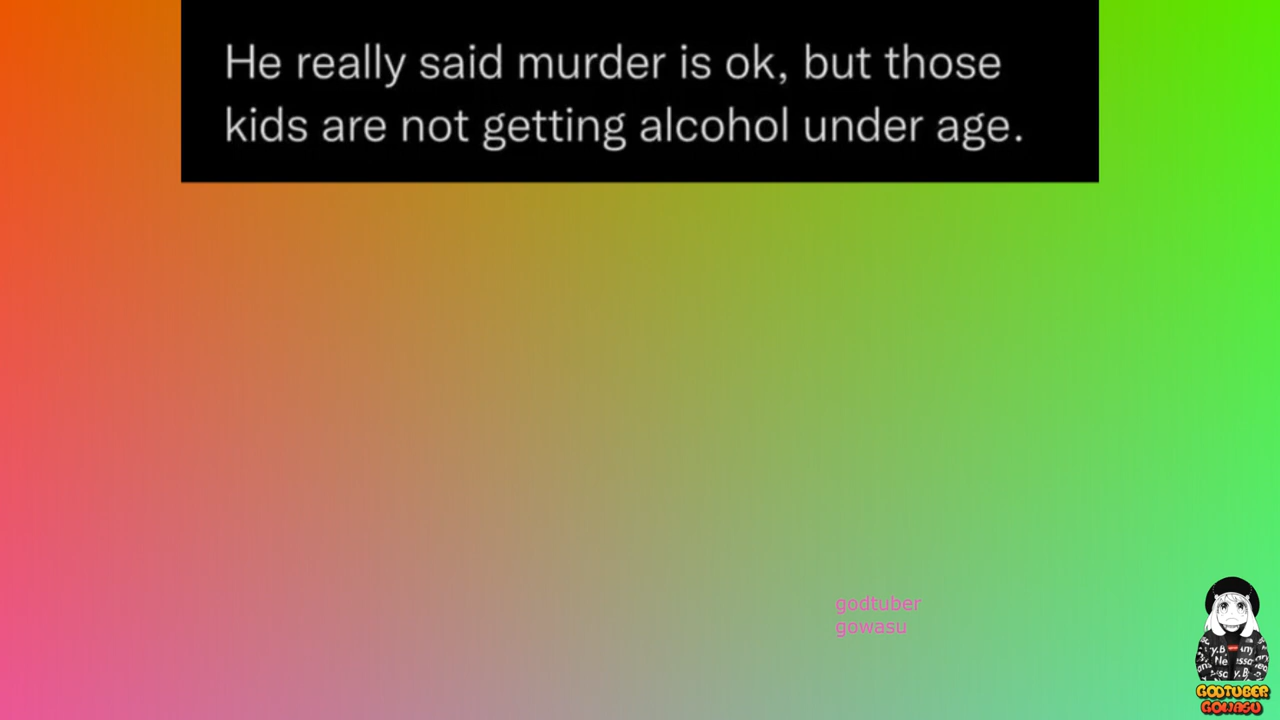 He really said murder is ok, but those
kids are not getting alcohol under age.
godtuber
gowasu
GODTUBER
GOWASU